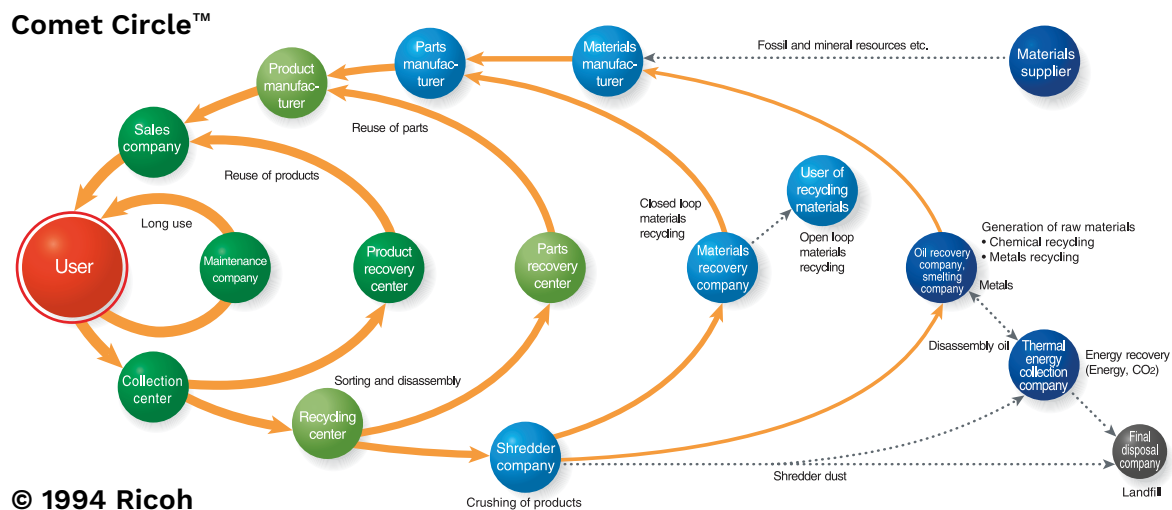 Comet Circle™
Parts
manufac-
turer
Materials
manufac-
turer
Fossil and mineral resources etc.
Materials
supplier
Product
manufac-
turer
Sales
company
Reuse of parts
Reuse of products
User of
recycling
materials
Closed loop
materials
recycling
Long use
Open loop
materials
recycling
Generation of raw materials
• Chemical recycling
• Metals recycling
User
Maintenance
company
Product
recovery
center
Parts
recovery
center
Materials
recovery
company
Oil recovery
company,
smelting
company
Metals
Disassembly oil
Thermal
energy
collection
company
Energy recovery
(Energy, CO2)
Collection
center
Sorting and disassembly
Recycling
center
Shredder
company
Crushing of products
Shredder dust
Final
disposal
company
Landfill
© 1994 Ricoh